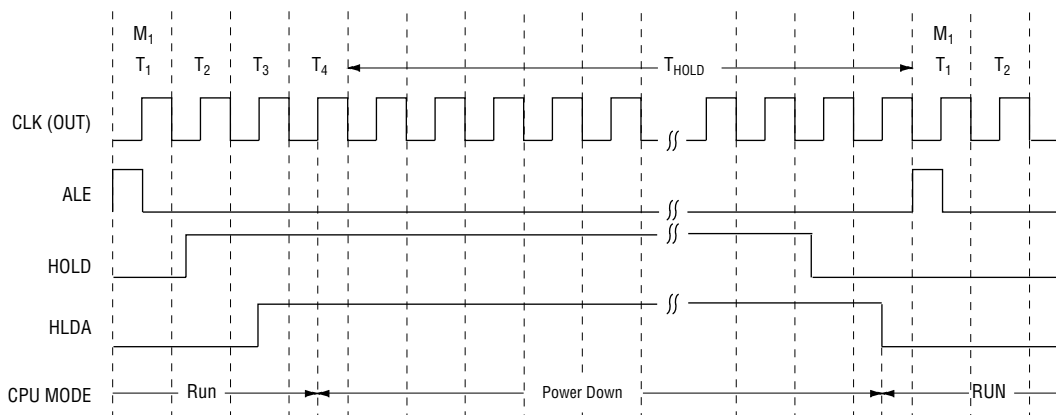 M₁ M₁
T₁ T₂ T₃ T₄ T_HOLD T₁ T₂
CLK (OUT)
ALE
HOLD
HLDA
CPU MODE Run Power Down RUN